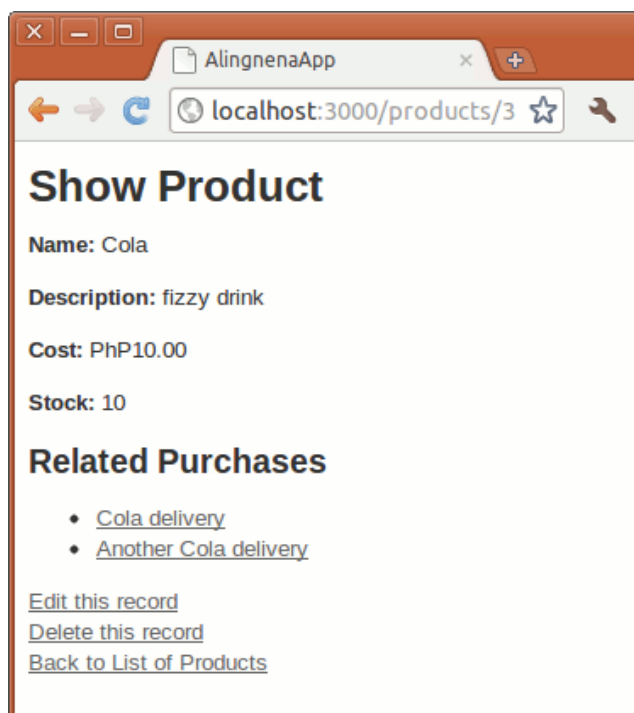 AlingnenaApp
localhost:3000/products/3
Show Product
Name: Cola
Description: fizzy drink
Cost: PhP10.00
Stock: 10
Related Purchases
Cola delivery
Another Cola delivery
Edit this record
Delete this record
Back to List of Products